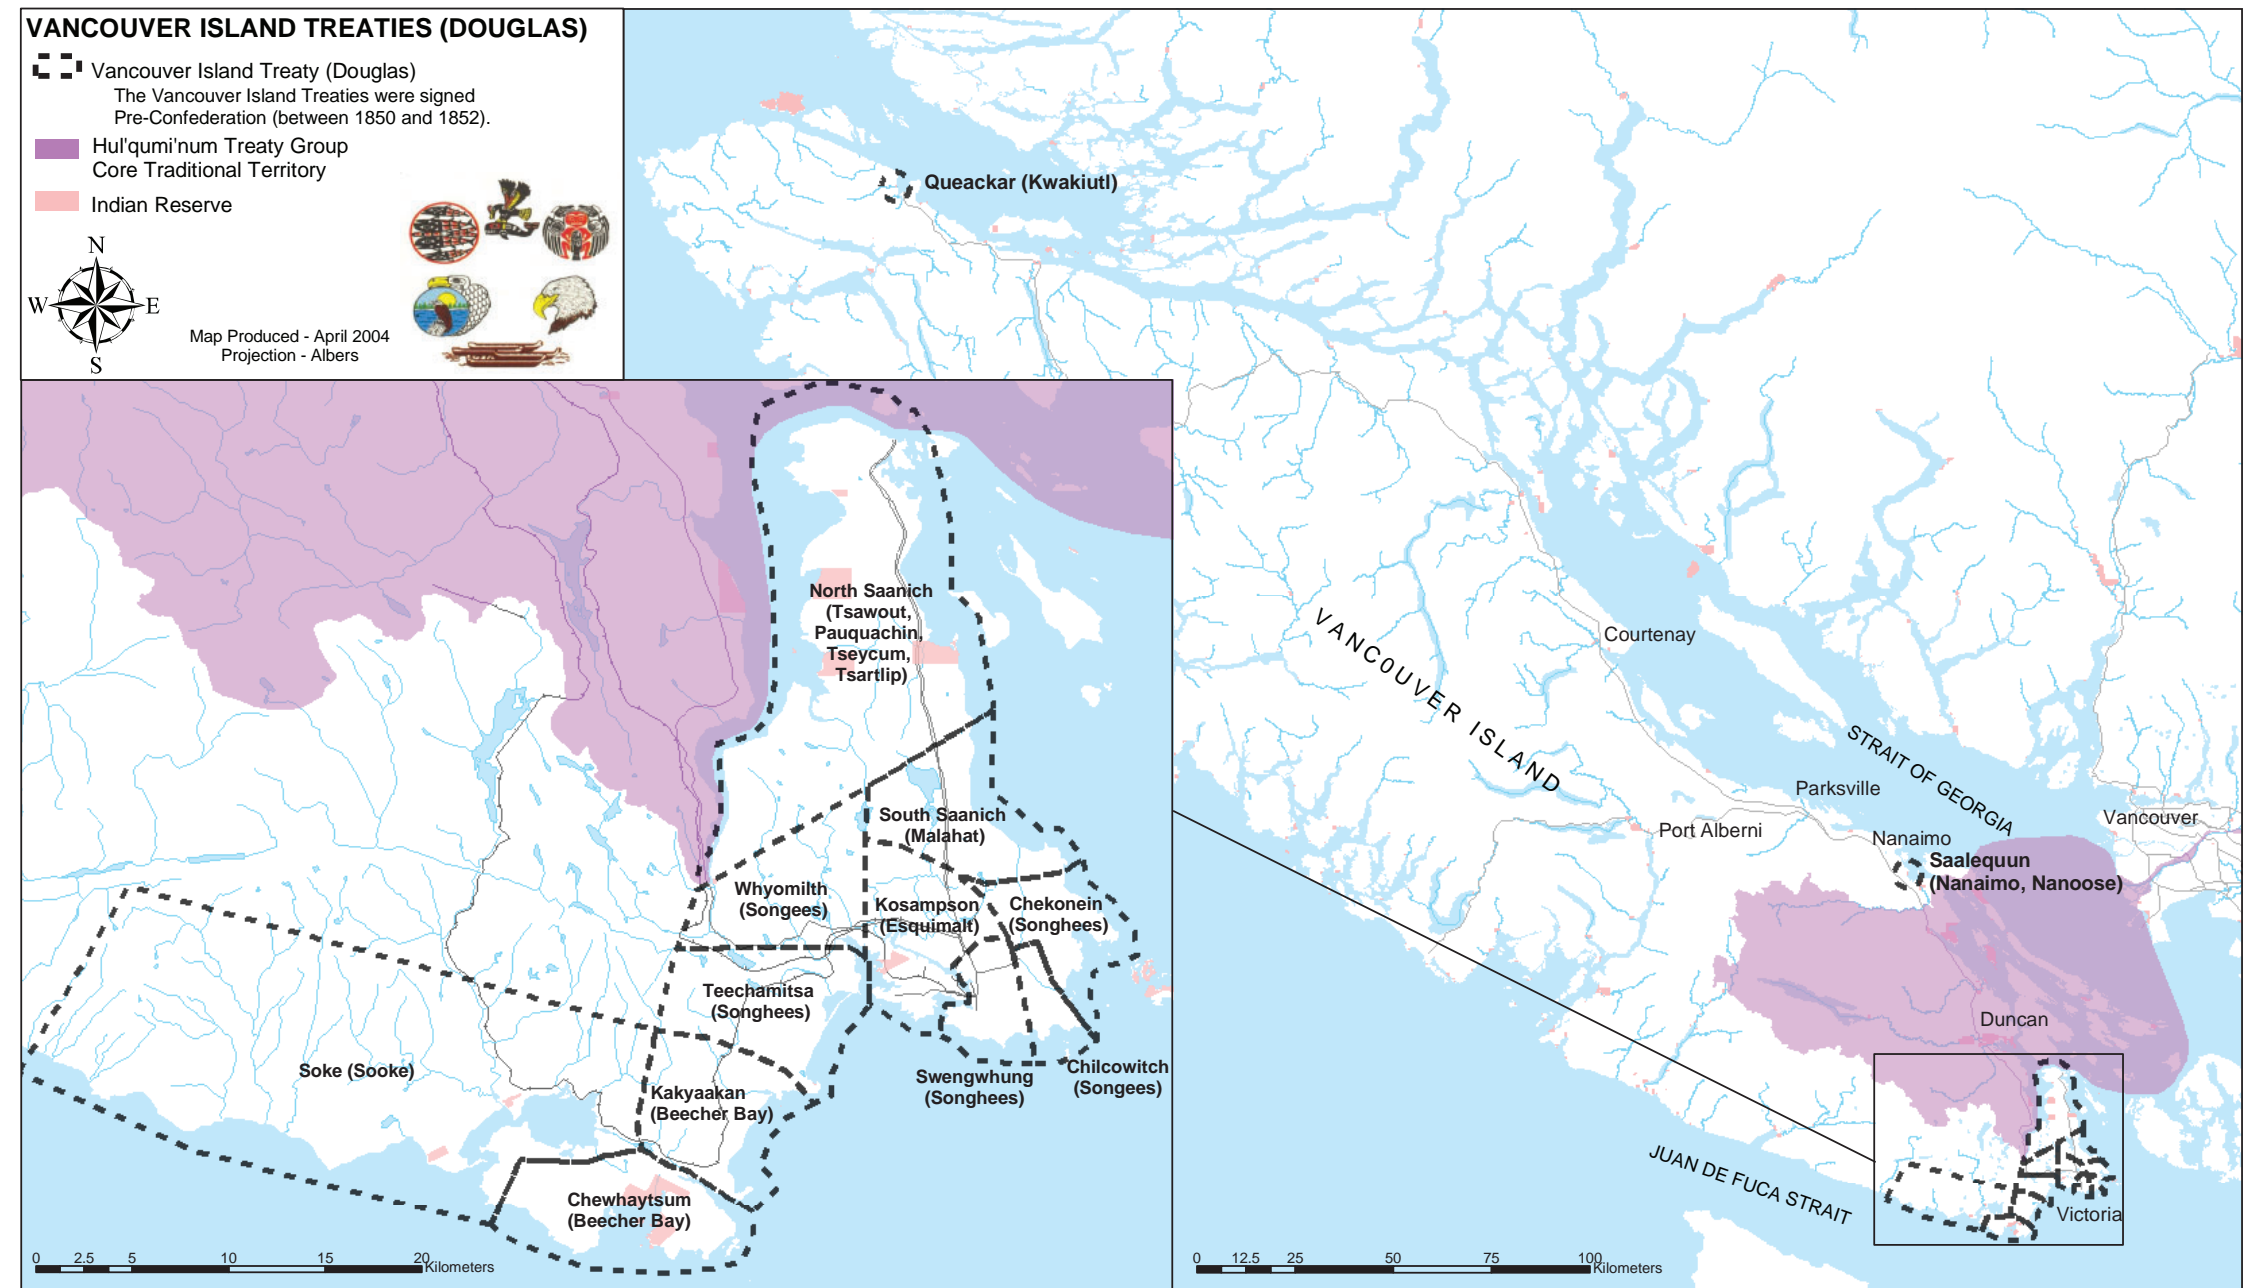 VANCOUVER ISLAND TREATIES (DOUGLAS)
Vancouver Island Treaty (Douglas)
The Vancouver Island Treaties were signed
Pre-Confederation (between 1850 and 1852).
Hul'qumi'num Treaty Group
Core Traditional Territory
Indian Reserve
N
W
E
S
Map Produced - April 2004
Projection - Albers
Queackar (Kwakiutl)
VANC0UVER ISLAND
Courtenay
STRAIT OF GEORGIA
Parksville
Port Alberni
Nanaimo
Vancouver
Saalequun
(Nanaimo, Nanoose)
Duncan
JUAN DE FUCA STRAIT
Victoria
0 12.5 25 50 75 100
Kilometers
North Saanich
(Tsawout,
Pauquachin,
Tseycum,
Tsartlip)
South Saanich
(Malahat)
Whyomilth
(Songees)
Kosampson
(Esquimalt)
Chekonein
(Songhees)
Teechamitsa
(Songhees)
Soke (Sooke)
Kakyaakan
(Beecher Bay)
Swengwhung
(Songhees)
Chilcowitch
(Songees)
Chewhaytsum
(Beecher Bay)
0 2.5 5 10 15 20
Kilometers